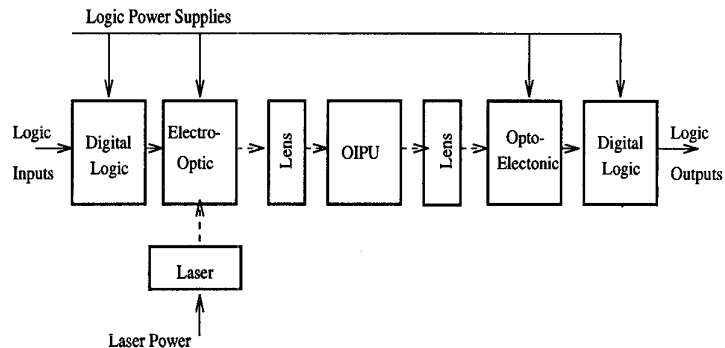 Logic Power Supplies
Logic
Inputs
Digital
Logic
Electro-
Optic
Lens
OIPU
Lens
Opto-
Electonic
Digital
Logic
Logic
Outputs
Laser
Laser Power